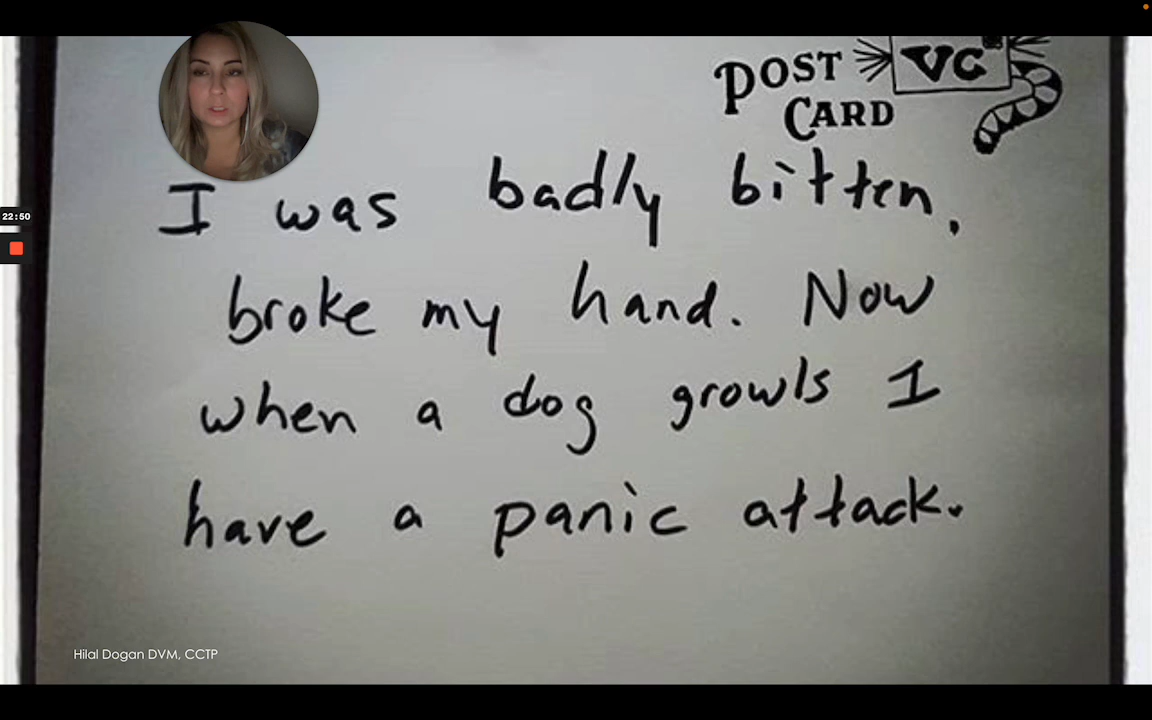 POST
CARD
VC
I was badly bitten.
broke my hand. Now
when a dog growls I
have a panic attack.
22:50
Hilal Dogan DVM, CCTP